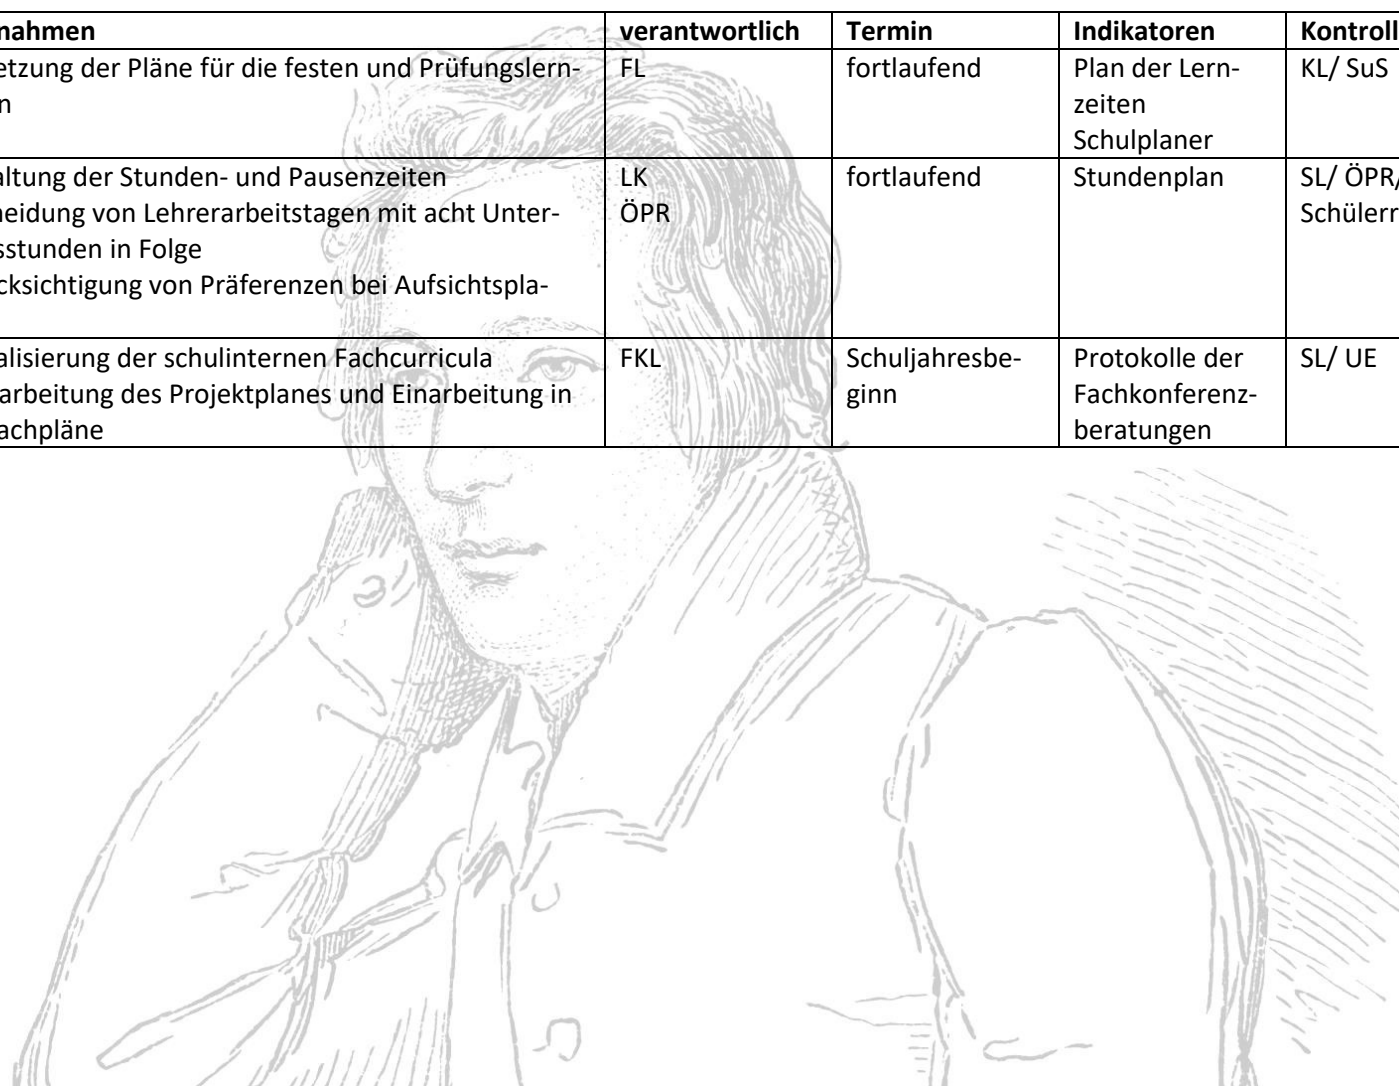 nahmen verantwortlich Termin Indikatoren Kontroll
etzung der Pläne für die festen und Prüfungslern- FL fortlaufend Plan der Lern- KL/ SuS
n zeiten
Schulplaner
altung der Stunden- und Pausenzeiten LK fortlaufend Stundenplan SL/ ÖPR/
neidung von Lehrerarbeitstagen mit acht Unter- ÖPR Schülerr
sstunden in Folge
cksichtigung von Präferenzen bei Aufsichtspla-
alisierung der schulinternen Fachcurricula FKL Schuljahresbe- Protokolle der SL/ UE
arbeitung des Projektplanes und Einarbeitung in ginn Fachkonferenz-
achpläne beratungen